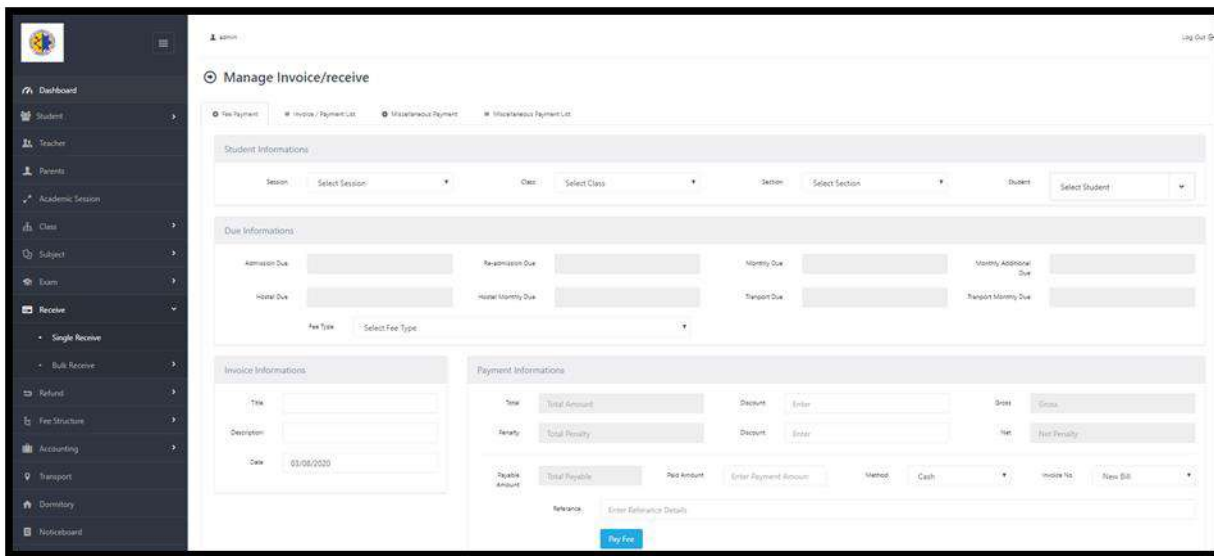 admin
Log Out
Manage Invoice/receive
Fee Payment
Invoice / Payment List
Miscellaneous Payment
Miscellaneous Payment List
Dashboard
Student
Teacher
Parents
Academic Session
Class
Subject
Exam
Receive
Single Receive
Bulk Receive
Refund
Fee Structure
Accounting
Transport
Dormitory
Noticeboard
Student Informations
Session Select Session Class Select Class Section Select Section Student Select Student
Due Informations
Admission Due Re-admission Due Monthly Due Monthly Additional Due
Hostel Due Hostel Monthly Due Tranport Due Tranport Monthly Due
Fee Type Select Fee Type
Invoice Informations
Title
Description
Date 03/08/2020
Payment Informations
Total Total Amount Discount Enter Gross Gross
Penalty Total Penalty Discount Enter Net Net Penalty
Payable Amount Total Payable Paid Amount Enter Payment Amoun Method Cash Invoice No. New Bill
Referance Enter Referance Details
Pay Fee